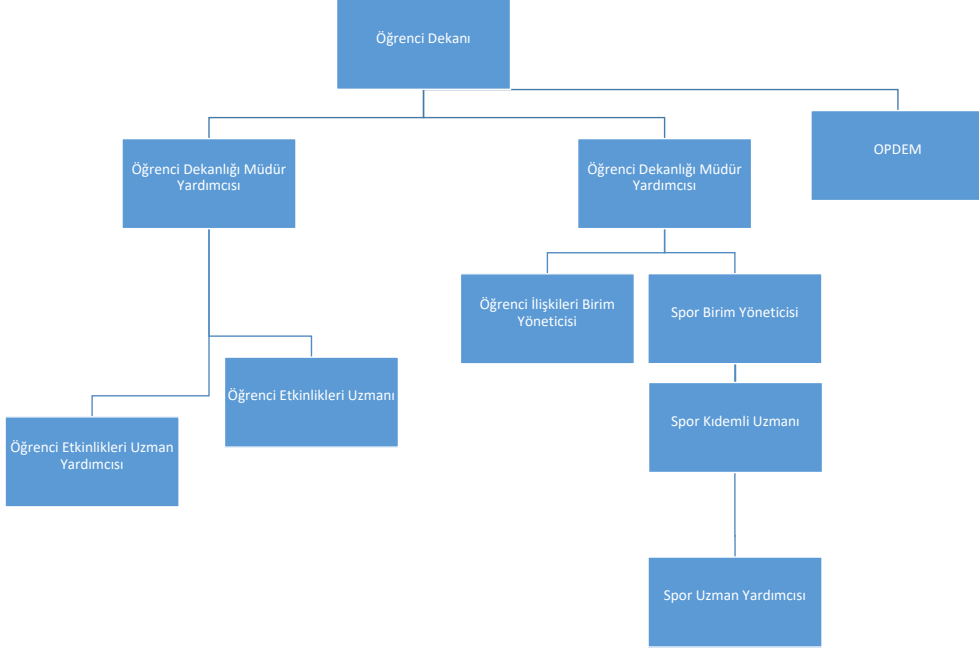 Öğrenci Dekanı
OPDEM
Öğrenci Dekanlığı Müdür
Yardımcısı
Öğrenci Dekanlığı Müdür
Yardımcısı
Öğrenci İlişkileri Birim
Yöneticisi
Spor Birim Yöneticisi
Öğrenci Etkinlikleri Uzmanı
Spor Kıdemli Uzmanı
Öğrenci Etkinlikleri Uzman
Yardımcısı
Spor Uzman Yardımcısı